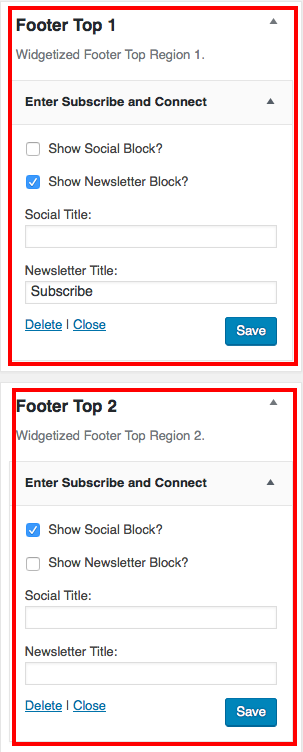 Footer Top 1
Widgetized Footer Top Region 1.
Enter Subscribe and Connect
Show Social Block?
Show Newsletter Block?
Social Title:
Newsletter Title:
Subscribe
Delete | Close Save
Footer Top 2
Widgetized Footer Top Region 2.
Enter Subscribe and Connect
Show Social Block?
Show Newsletter Block?
Social Title:
Newsletter Title:
Delete | Close Save